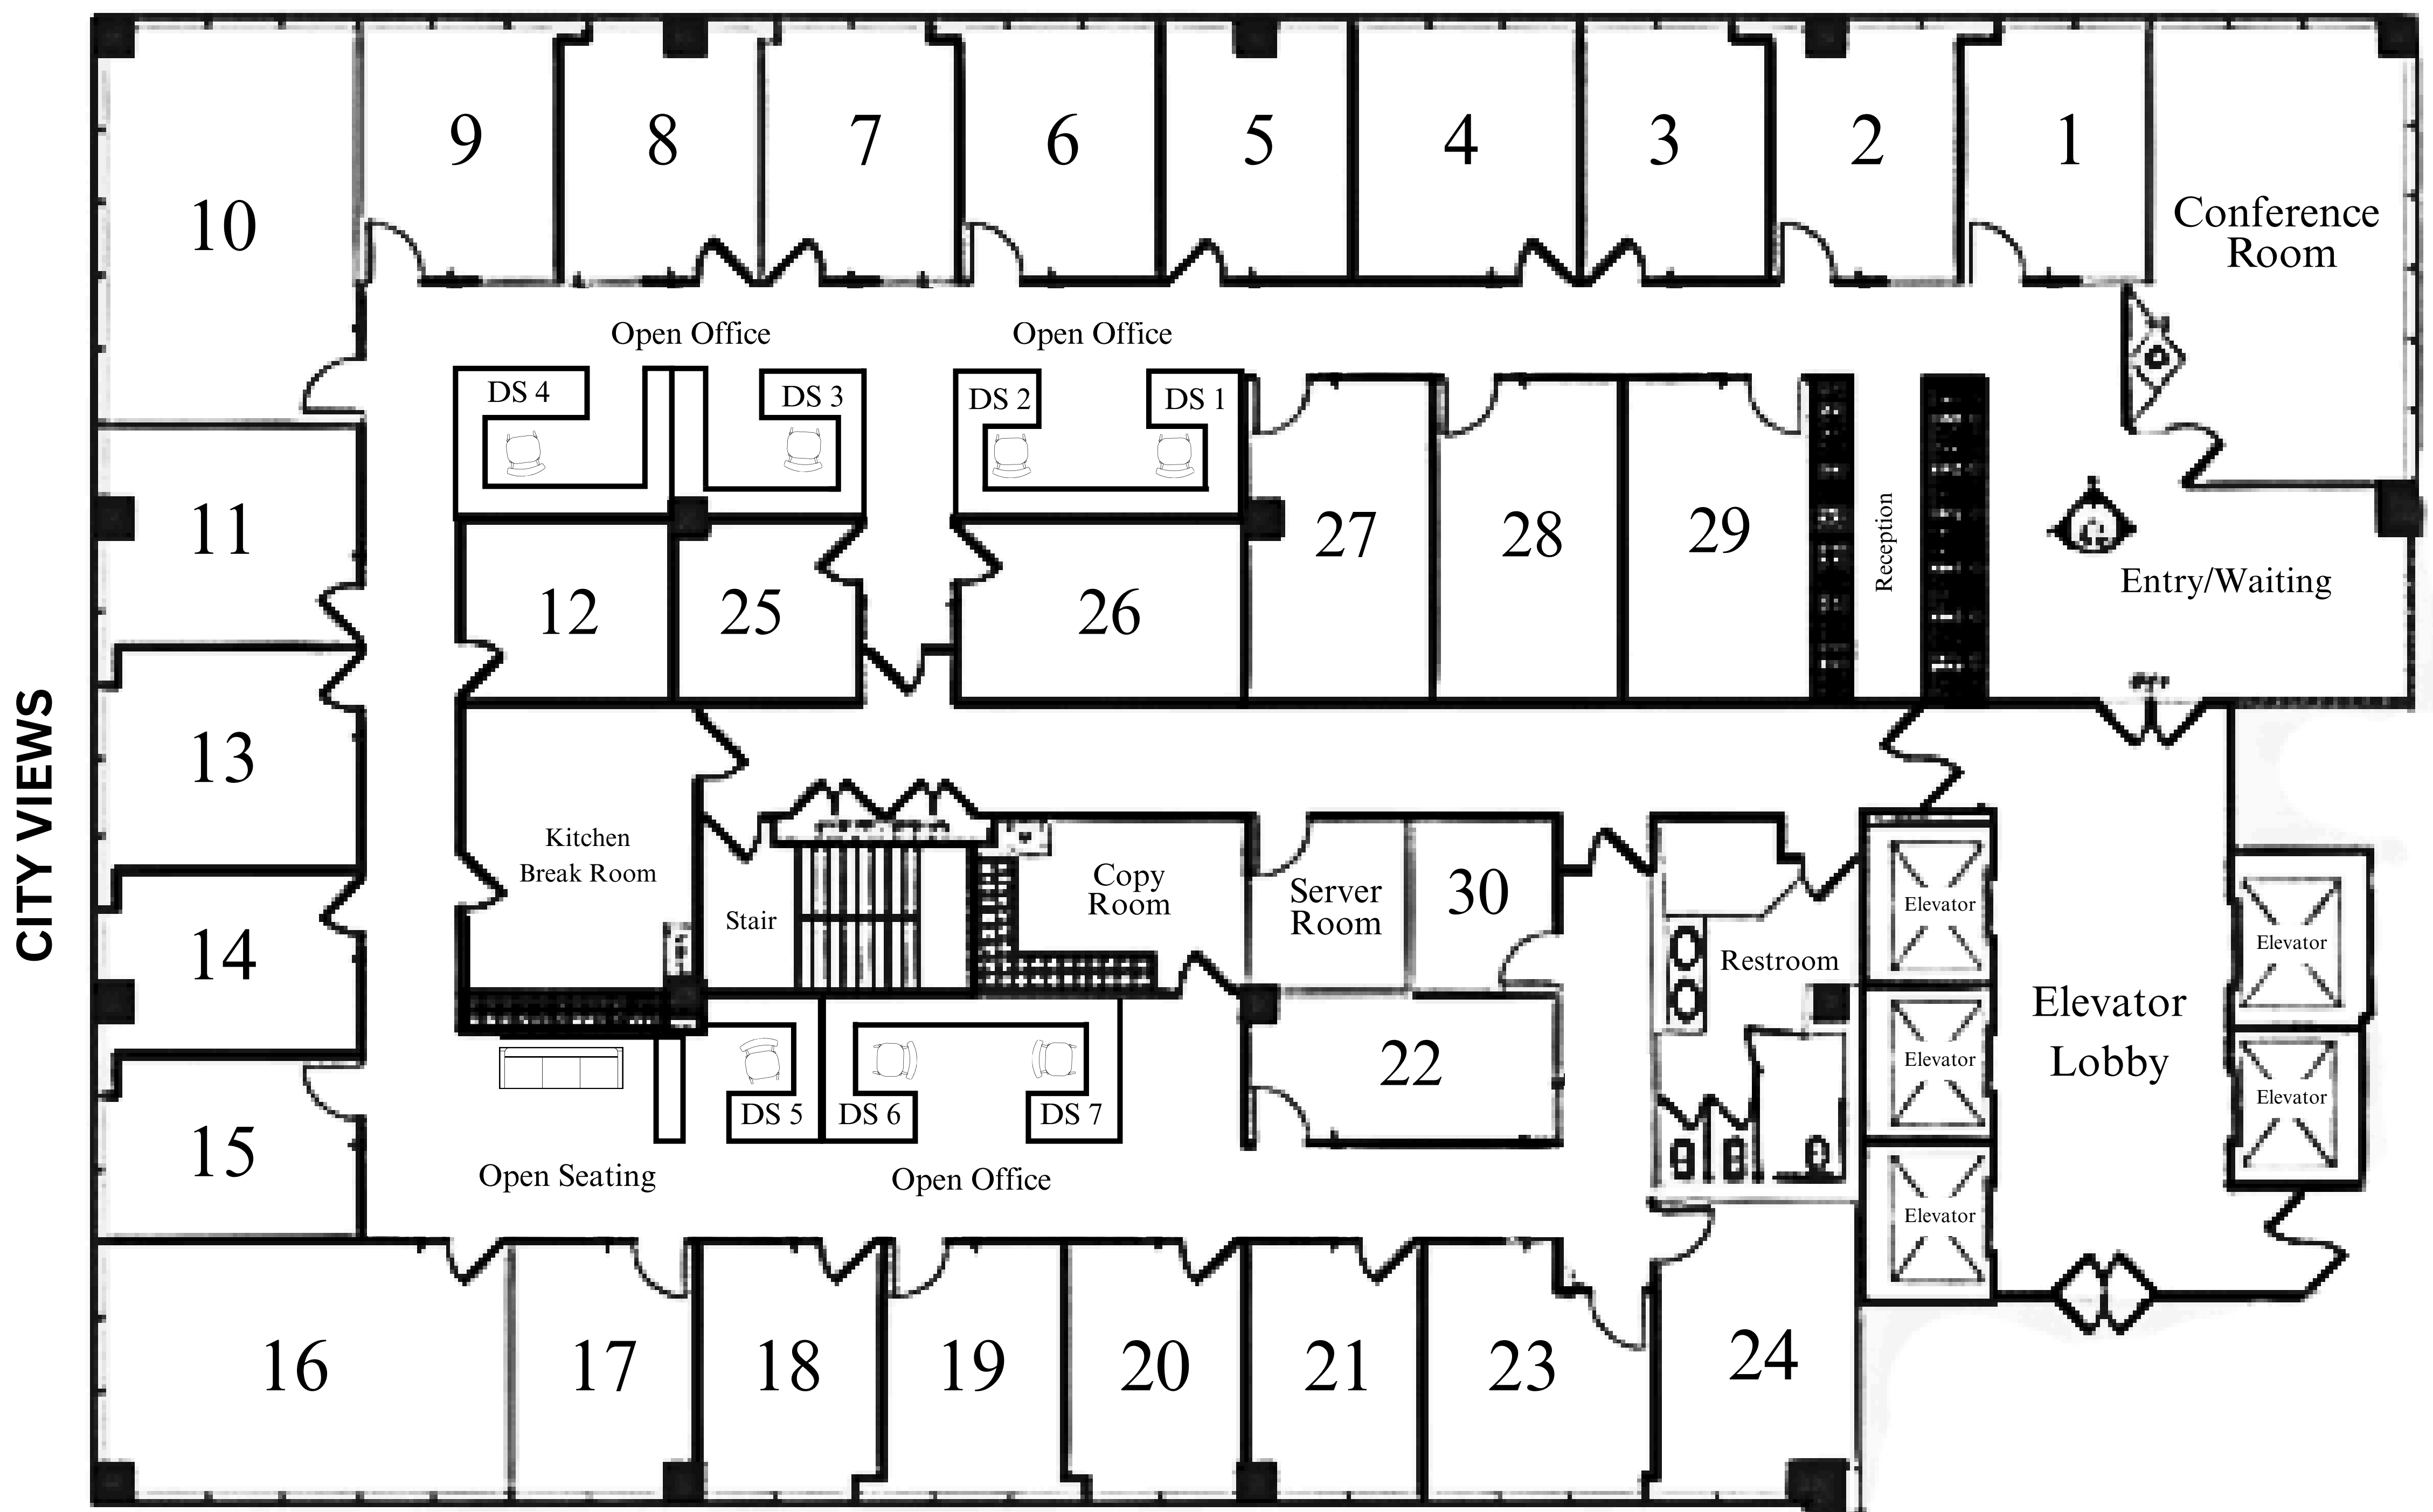 9
8
7
6
5
4
3
2
1
10
Conference
Room
Open Office
Open Office
DS 4
DS 3
DS 2
DS 1
11
27
28
29
Reception
12
25
26
Entry/Waiting
CITY VIEWS
13
Kitchen
Break Room
Stair
Copy
Room
Server
Room
30
Elevator
Elevator
14
Restroom
Elevator
Lobby
22
Elevator
Elevator
DS 5
DS 6
DS 7
15
Open Seating
Open Office
Elevator
16
17
18
19
20
21
23
24